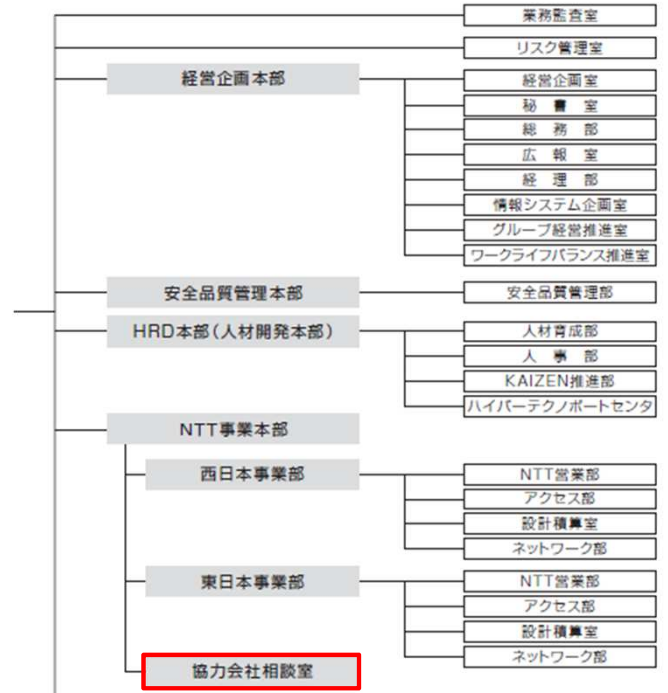 業務監査室
リスク管理室
経営企画本部
経営企画室
秘書室
総務部
広報室
経理部
情報システム企画室
グループ経営推進室
ワークライフバランス推進室
安全品質管理本部
安全品質管理部
HRD本部(人材開発本部)
人材育成部
人事部
KAIZEN推進部
ハイパーテクノポートセンタ
NTT事業本部
西日本事業部
NTT営業部
アクセス部
設計積算室
ネットワーク部
東日本事業部
NTT営業部
アクセス部
設計積算室
ネットワーク部
協力会社相談室